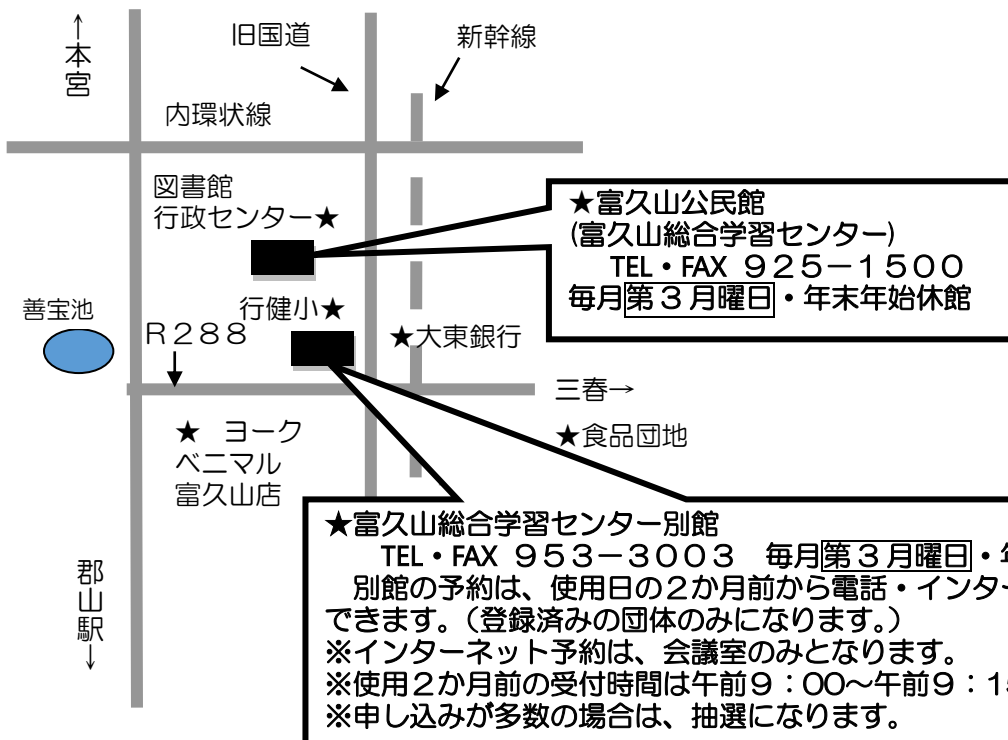 ↑本宮
旧国道
新幹線
内環状線
図書館
行政センター★
★富久山公民館
(富久山総合学習センター)
TEL・FAX ９２５－１５００
毎月第３月曜日・年末年始休館
善宝池
行健小★
Ｒ２８８
★大東銀行
三春→
★食品団地
★　ヨーク
ベニマル
富久山店
郡山駅→
★富久山総合学習センター別館
TEL・FAX ９５３－３００３　毎月第３月曜日・年
別館の予約は、使用日の２か月前から電話・インター
できます。（登録済みの団体のみになります。）
※インターネット予約は、会議室のみとなります。
※使用２か月前の受付時間は午前９：００～午前９：１
※申し込みが多数の場合は、抽選になります。